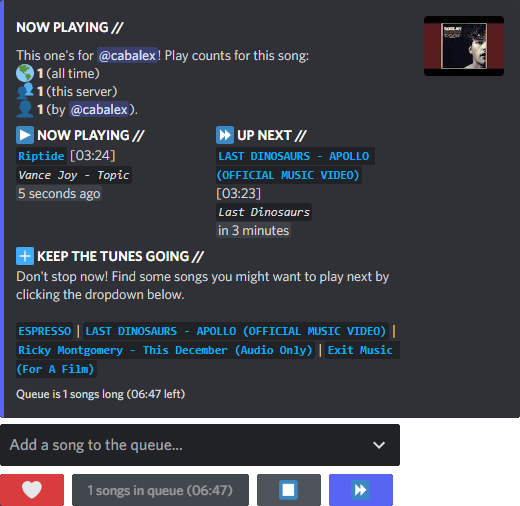 NOW PLAYING //
This one's for @cabalex! Play counts for this song:
1 (all time)
1 (this server)
1 (by @cabalex).
NOW PLAYING //
Riptide [03:24]
Vance Joy - Topic
5 seconds ago
UP NEXT //
LAST DINOSAURS - APOLLO
(OFFICIAL MUSIC VIDEO)
[03:23]
Last Dinosaurs
in 3 minutes
KEEP THE TUNES GOING //
Don't stop now! Find some songs you might want to play next by
clicking the dropdown below.
ESPRESSO | LAST DINOSAURS - APOLLO (OFFICIAL MUSIC VIDEO) |
Ricky Montgomery - This December (Audio Only) | Exit Music
(For A Film)
Queue is 1 songs long (06:47 left)
Add a song to the queue...
1 songs in queue (06:47)